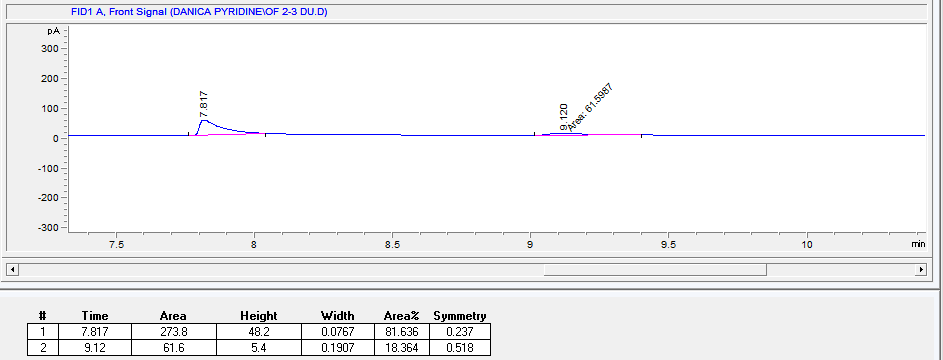 FID1 A, Front Signal (DANICA PYRIDINE\OF 2-3 DU.D)
pA
300
200
100
0
-100
-200
-300
7.817
9.120
Area: 61.5987
7.5 8 8.5 9 9.5 10 min
# Time Area Height Width Area% Symmetry
1 7.817 273.8 48.2 0.0767 81.636 0.237
2 9.12 61.6 5.4 0.1907 18.364 0.518